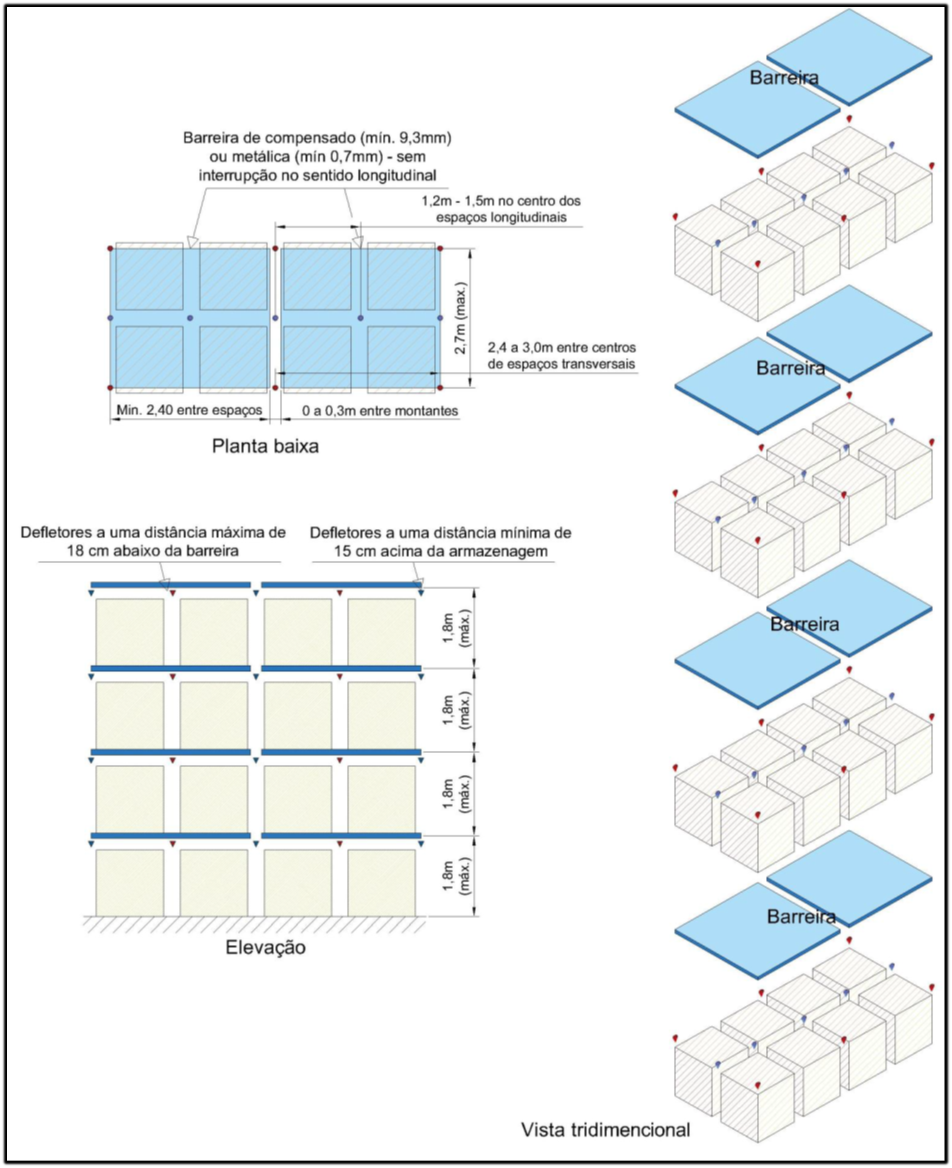 Barreira de compensado (mín. 9,3mm)
ou metálica (mín 0,7mm) - sem
interrupção no sentido longitudinal
1,2m - 1,5m no centro dos
espaços longitudinais
2,7m (max.)
2,4 a 3,0m entre centros
de espaços transversais
Min. 2,40 entre espaços
0 a 0,3m entre montantes
Planta baixa
Defletores a uma distância máxima de
18 cm abaixo da barreira
Defletores a uma distância mínima de
15 cm acima da armazenagem
1,8m
(máx.)
1,8m
(máx.)
1,8m
(máx.)
1,8m
(máx.)
Elevação
Barreira
Barreira
Barreira
Barreira
Vista tridimencional